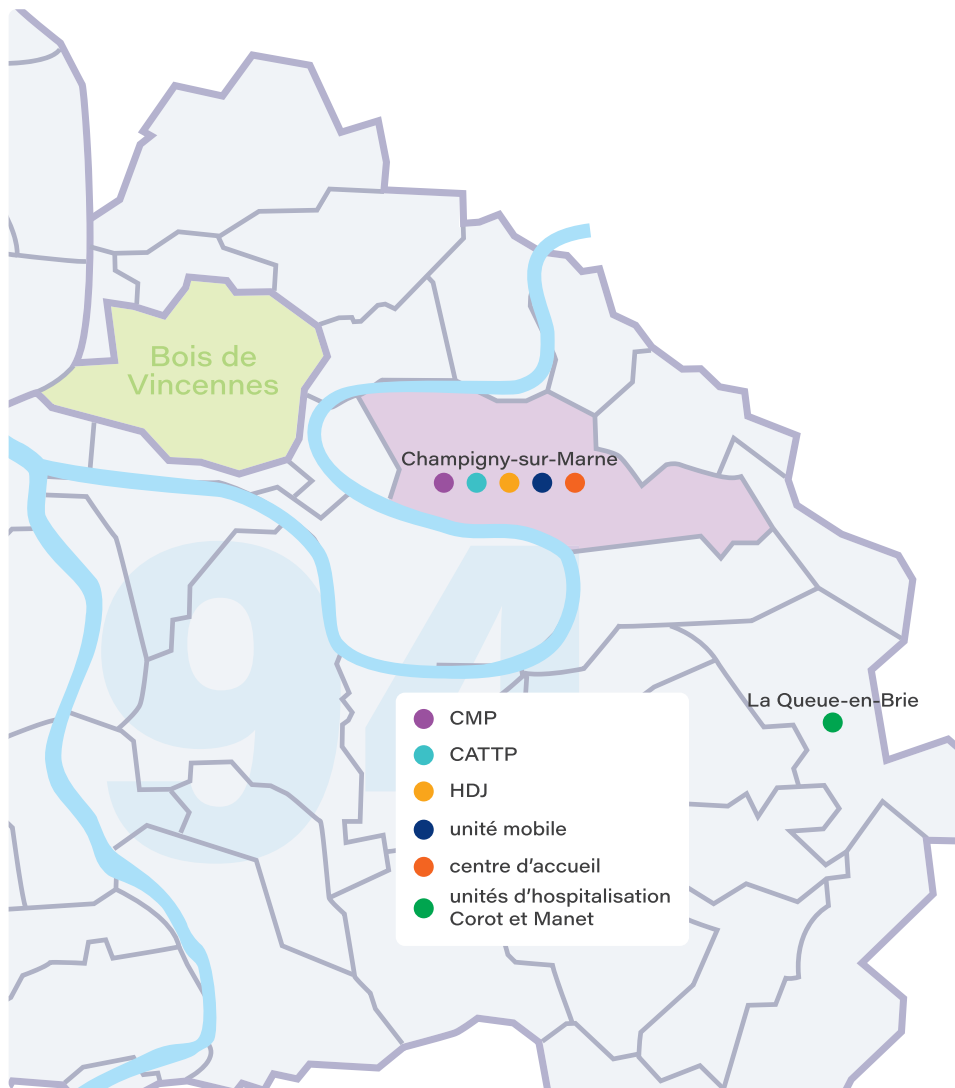 Bois de
Vincennes
Champigny-sur-Marne
94
La Queue-en-Brie
CMP
CATTP
HDJ
unité mobile
centre d'accueil
unités d'hospitalisation
Corot et Manet